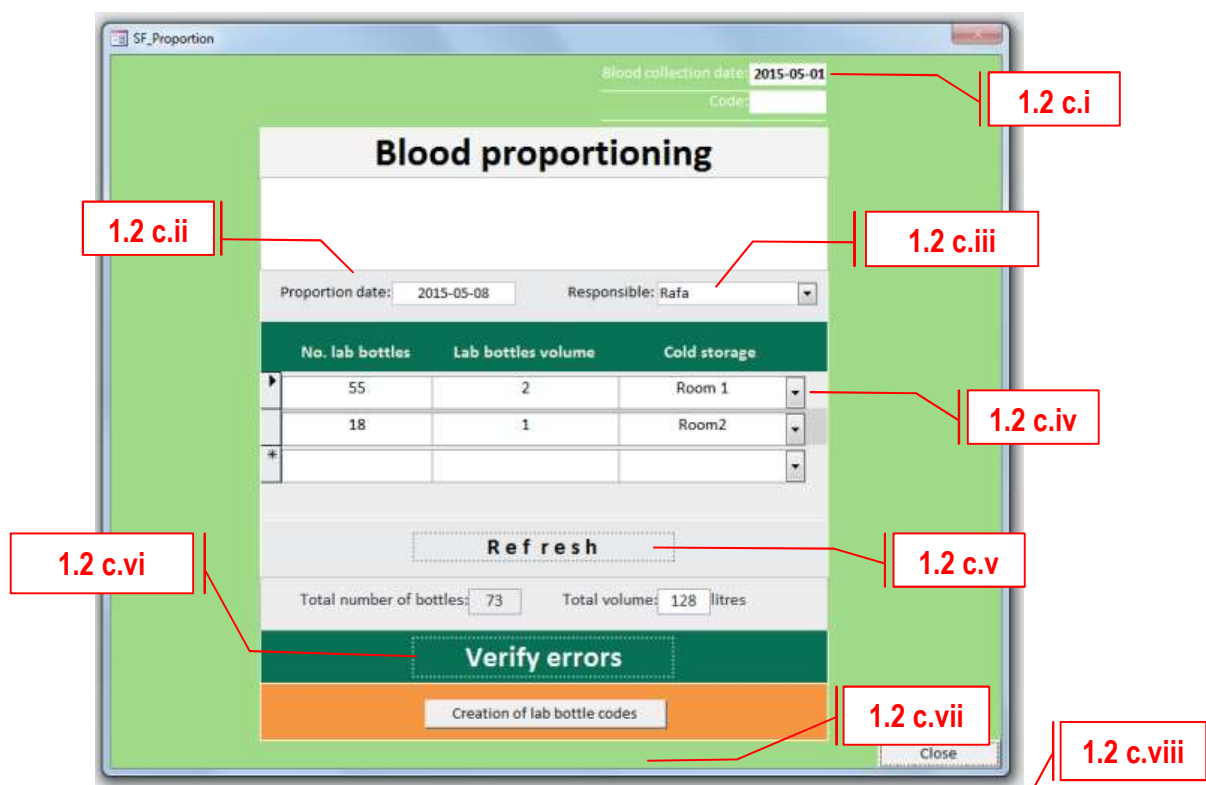 SF_Proportion
Blood collection date: 2015-05-01
Code:
1.2 c.i
Blood proportioning
1.2 c.ii
1.2 c.iii
Proportion date: 2015-05-08 Responsible: Rafa
No. lab bottles Lab bottles volume Cold storage
55 2 Room 1
18 1 Room2
*
1.2 c.iv
Refresh
1.2 c.v
1.2 c.vi
Total number of bottles: 73 Total volume: 128 litres
Verify errors
Creation of lab bottle codes
1.2 c.vii
Close
1.2 c.viii